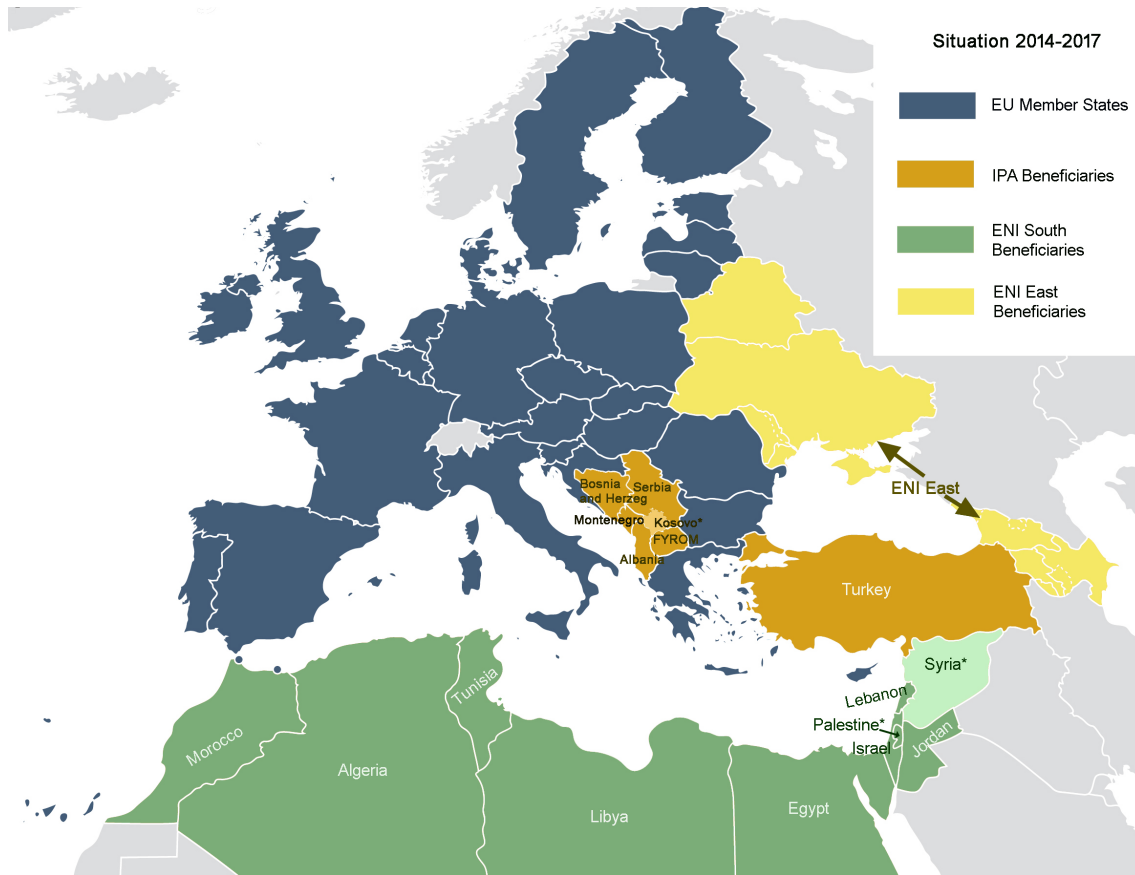 Situation 2014-2017
EU Member States
IPA Beneficiaries
ENI South
Beneficiaries
ENI East
Beneficiaries
Bosnia
and Herzeg
Serbia
ENI East
Montenegro
Kosovo*
FYROM
Albania
Turkey
Syria*
Lebanon
Palestine*
Israel
Jordan
Tunisia
Morocco
Algeria
Libya
Egypt